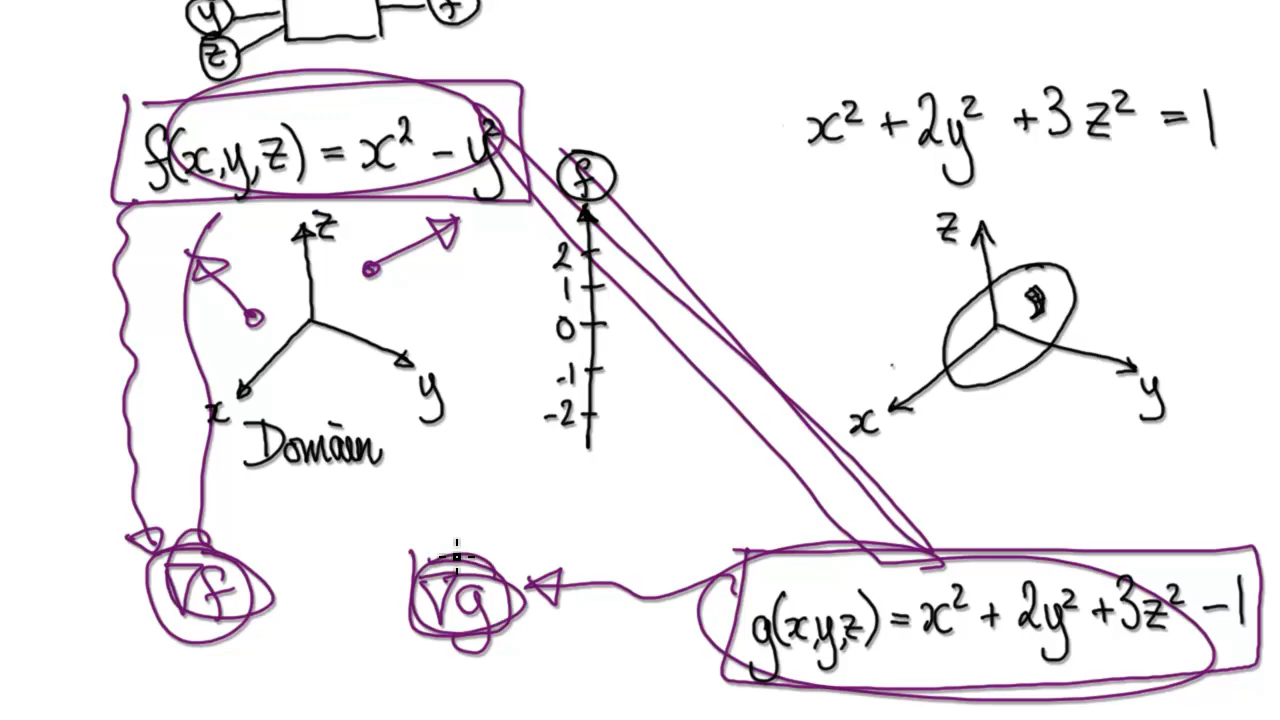 y
f
z
f(x,y,z) = x² - y²
x² + 2y² + 3z² = 1
f
z
z
2
1
0
-1
-2
x
y
x
y
Domain
∇f
∇g
g(x,y,z) = x² + 2y² + 3z² - 1